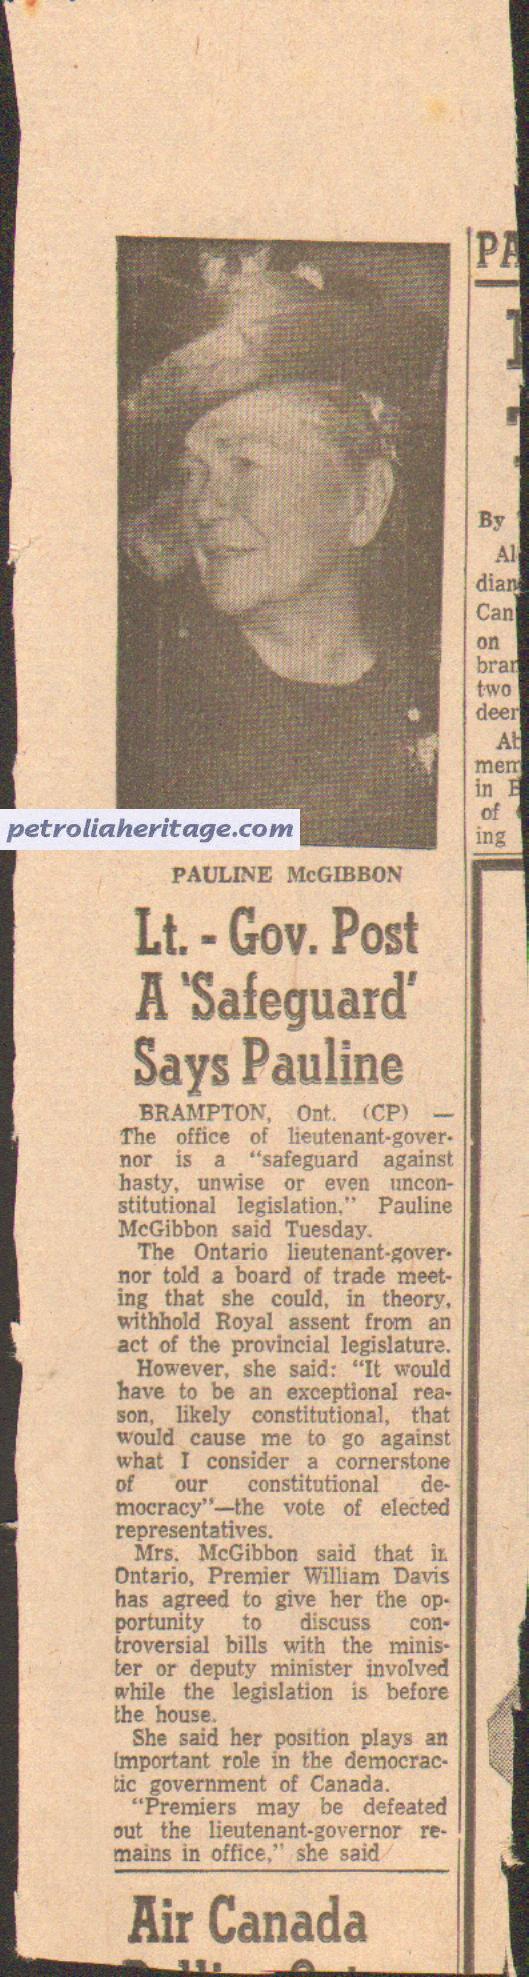 petroliaheritage.com
PAULINE McGIBBON
Lt. - Gov. Post
A 'Safeguard'
Says Pauline
BRAMPTON, Ont. (CP) —
The office of lieutenant-gover-
nor is a "safeguard against
hasty, unwise or even uncon-
stitutional legislation," Pauline
McGibbon said Tuesday.
The Ontario lieutenant-gover-
nor told a board of trade meet-
ing that she could, in theory,
withhold Royal assent from an
act of the provincial legislature.
However, she said: "It would
have to be an exceptional rea-
son, likely constitutional, that
would cause me to go against
what I consider a cornerstone
of our constitutional de-
mocracy"—the vote of elected
representatives.
Mrs. McGibbon said that in
Ontario, Premier William Davis
has agreed to give her the op-
portunity to discuss con-
troversial bills with the minis-
ter or deputy minister involved
while the legislation is before
the house.
She said her position plays an
important role in the democrac-
tic government of Canada.
"Premiers may be defeated
out the lieutenant-governor re-
mains in office," she said
Air Canada
PA
By
Al
dian
Can
on
bran
two
deer
Ab
mem
in B
of
ing